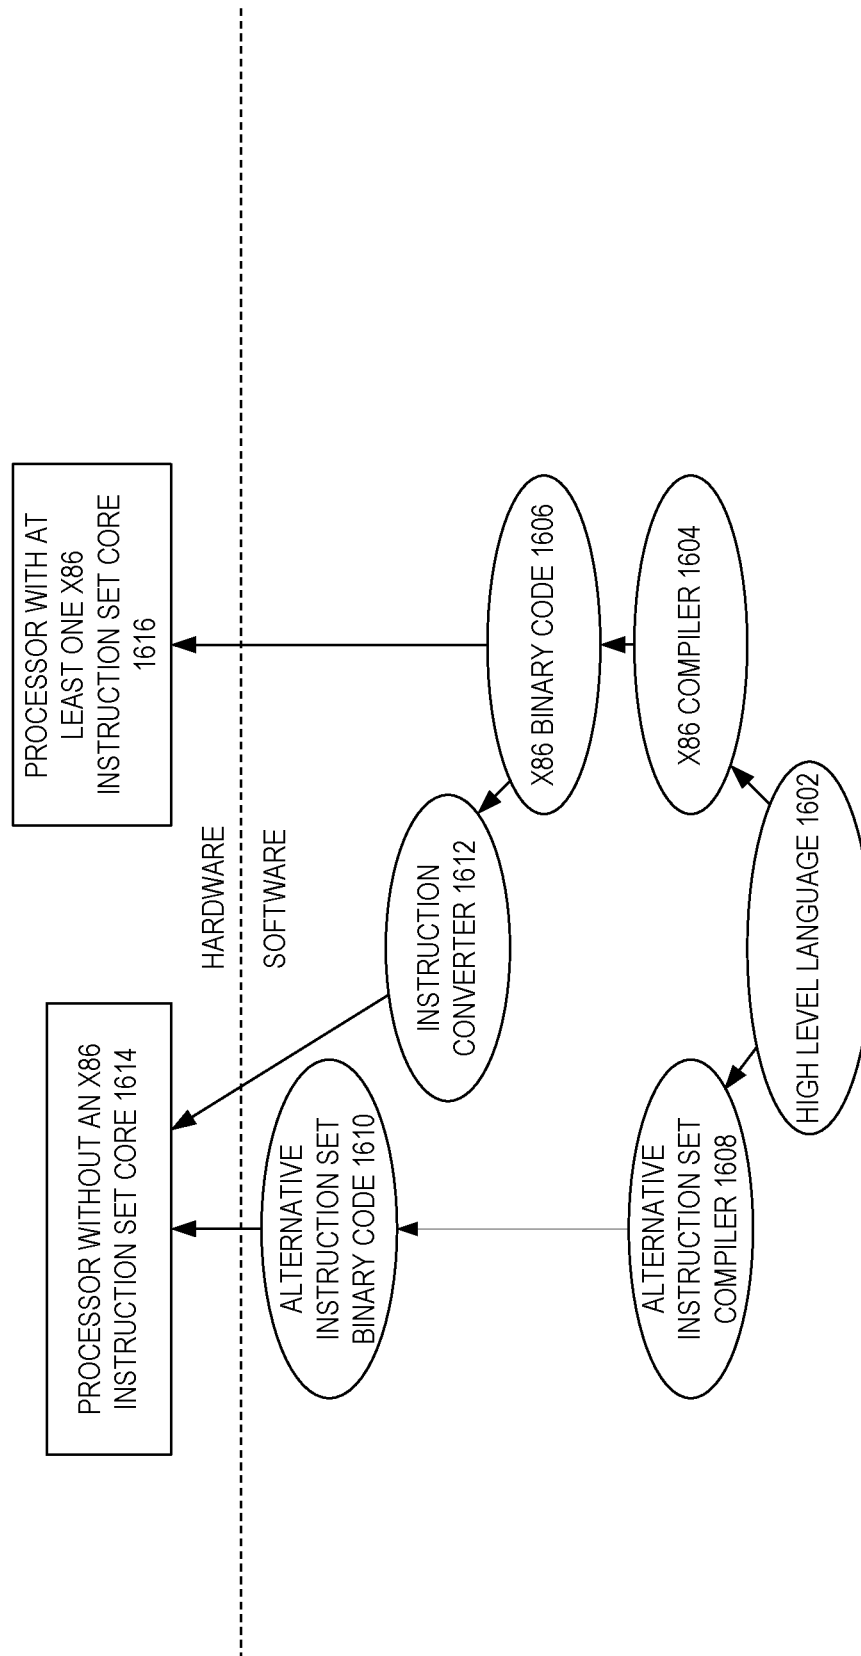 PROCESSOR WITHOUT AN X86
INSTRUCTION SET CORE 1614
PROCESSOR WITH AT
LEAST ONE X86
INSTRUCTION SET CORE
1616
HARDWARE
SOFTWARE
ALTERNATIVE
INSTRUCTION SET
BINARY CODE 1610
INSTRUCTION
CONVERTER 1612
X86 BINARY CODE 1606
ALTERNATIVE
INSTRUCTION SET
COMPILER 1608
X86 COMPILER 1604
HIGH LEVEL LANGUAGE 1602